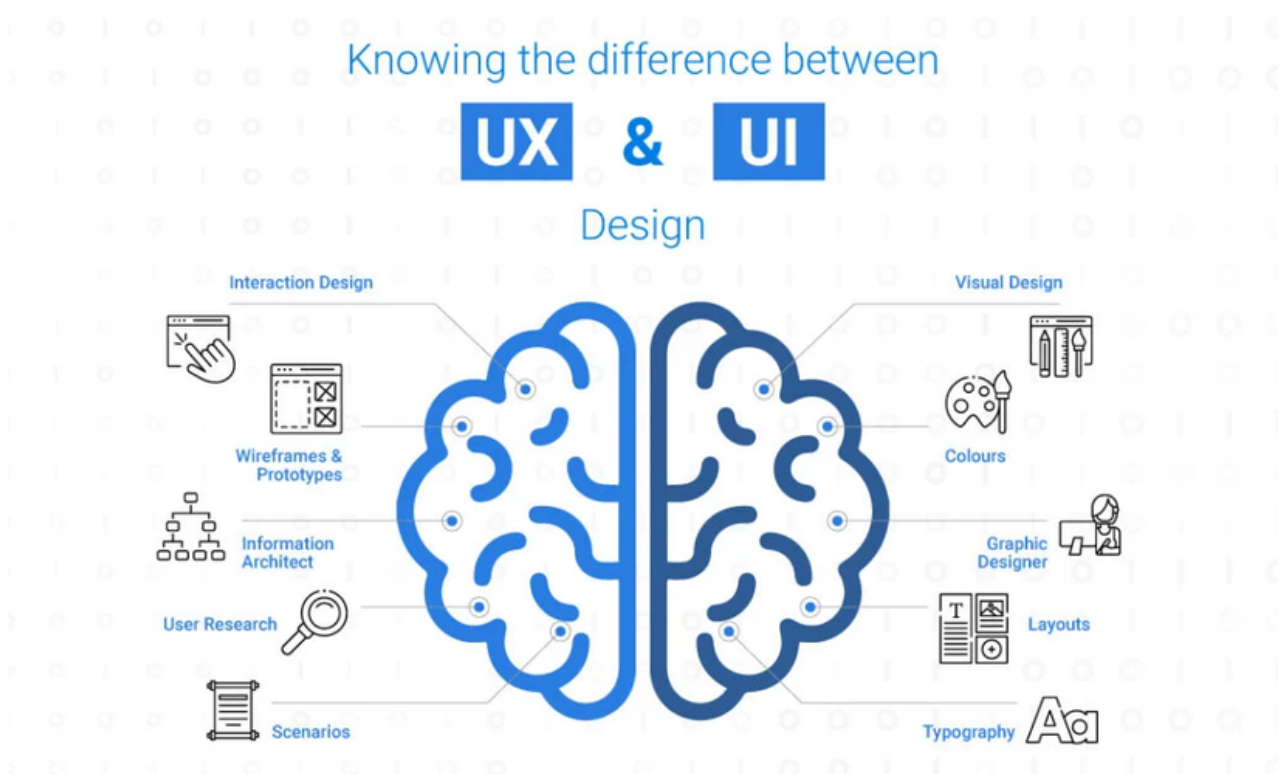 Knowing the difference between
UX & UI
Design
Interaction Design
Wireframes &
Prototypes
Information
Architect
User Research
Scenarios
Visual Design
Colours
Graphic
Designer
T
Layouts
Typography
Aa